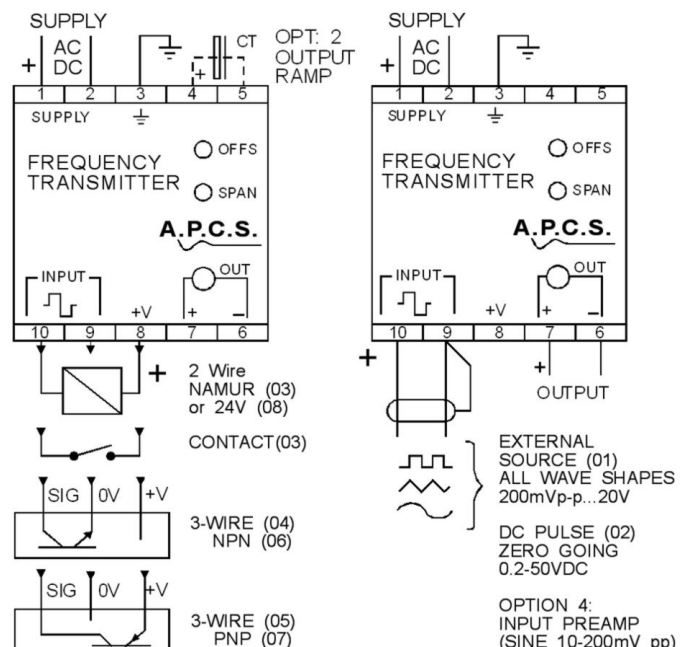 SUPPLY
AC
DC
+
CT
+
OPT: 2
OUTPUT
RAMP
1 2 3 4 5
SUPPLY
OFFS
FREQUENCY
TRANSMITTER
SPAN
A.P.C.S.
INPUT
OUT
+V
+ −
10 9 8 7 6
+
2 Wire
NAMUR (03)
or 24V (08)
CONTACT(03)
SIG 0V +V
3-WIRE (04)
NPN (06)
SIG 0V +V
3-WIRE (05)
PNP (07)
SUPPLY
AC
DC
+
1 2 3 4 5
SUPPLY
OFFS
FREQUENCY
TRANSMITTER
SPAN
A.P.C.S.
INPUT
OUT
+V
+ −
10 9 8 7 6
+
+
OUTPUT
EXTERNAL
SOURCE (01)
ALL WAVE SHAPES
200mVp-p...20V
DC PULSE (02)
ZERO GOING
0.2-50VDC
OPTION 4:
INPUT PREAMP
(SINE 10-200mV pp)